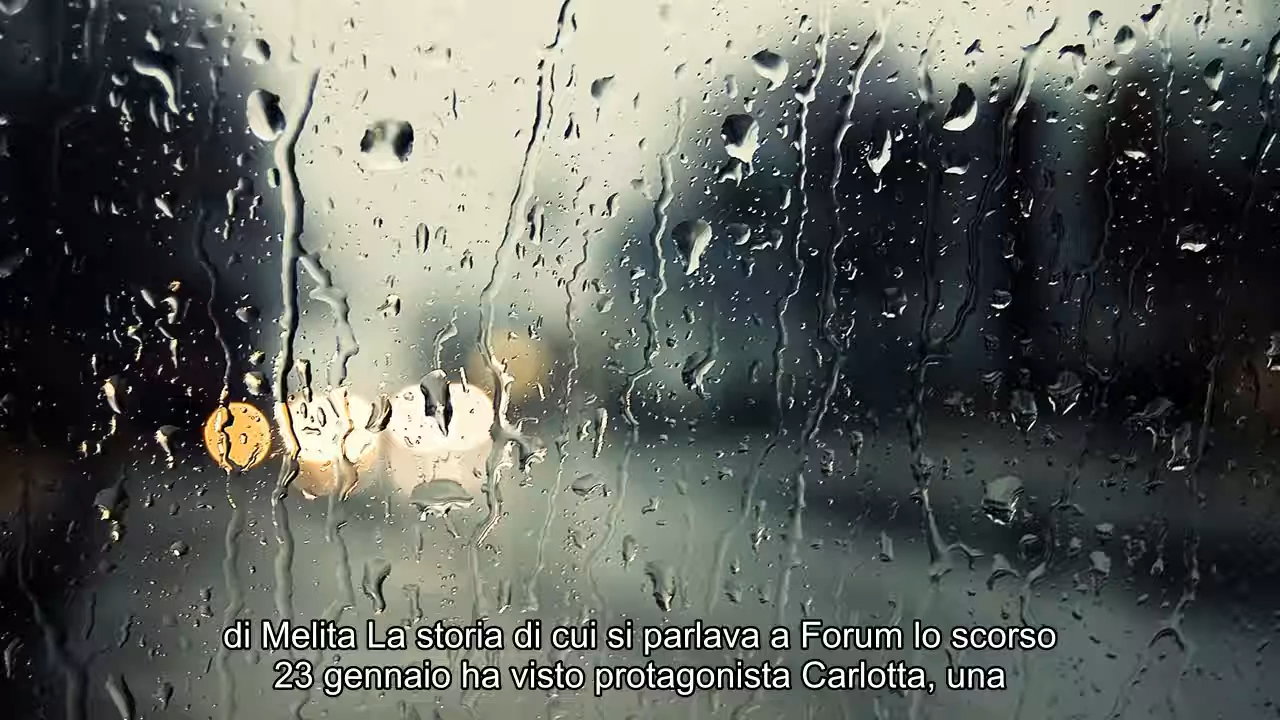 di Melita La storia di cui si parlava a Forum lo scorso
23 gennaio ha visto protagonista Carlotta, una